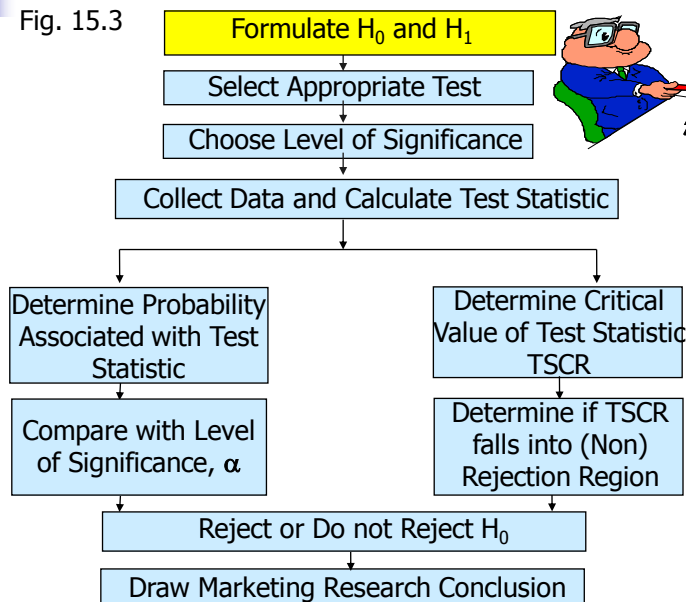 Fig. 15.3
Formulate H₀ and H₁
Select Appropriate Test
Choose Level of Significance
Collect Data and Calculate Test Statistic
Determine Probability
Associated with Test
Statistic
Determine Critical
Value of Test Statistic
TSCR
Compare with Level
of Significance, α
Determine if TSCR
falls into (Non)
Rejection Region
Reject or Do not Reject H₀
Draw Marketing Research Conclusion